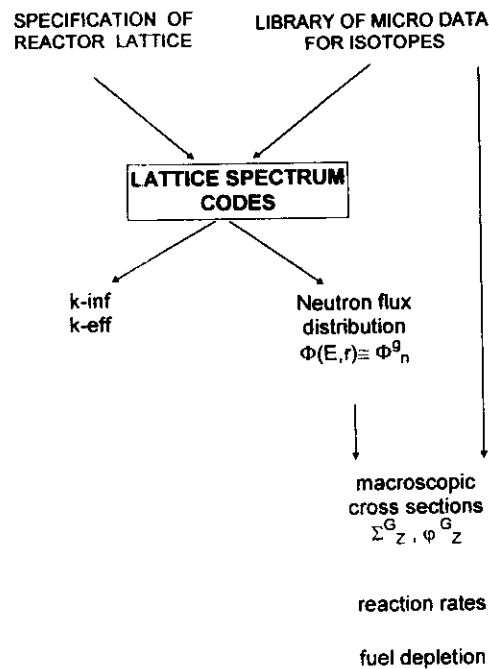 SPECIFICATION OF
REACTOR LATTICE
LIBRARY OF MICRO DATA
FOR ISOTOPES
LATTICE SPECTRUM
CODES
k-inf
k-eff
Neutron flux
distribution
Φ(E,r)≡ Φ^g_n
macroscopic
cross sections
Σ^G_Z , φ^G_Z
reaction rates
fuel depletion